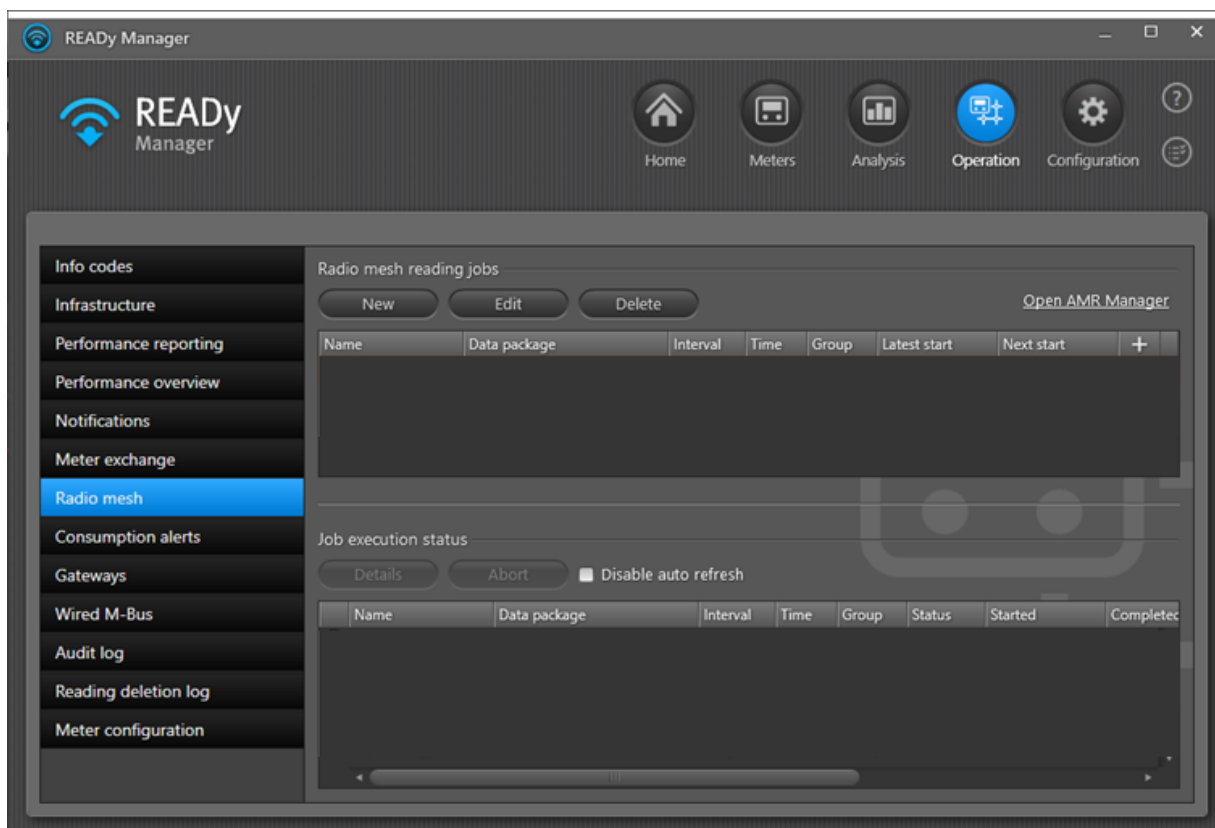 READy Manager
READy
Manager
Home Meters Analysis Operation Configuration
?
Info codes
Infrastructure
Performance reporting
Performance overview
Notifications
Meter exchange
Radio mesh
Consumption alerts
Gateways
Wired M-Bus
Audit log
Reading deletion log
Meter configuration
Radio mesh reading jobs
New Edit Delete Open AMR Manager
Name Data package Interval Time Group Latest start Next start +
Job execution status
Details Abort Disable auto refresh
Name Data package Interval Time Group Status Started Completed